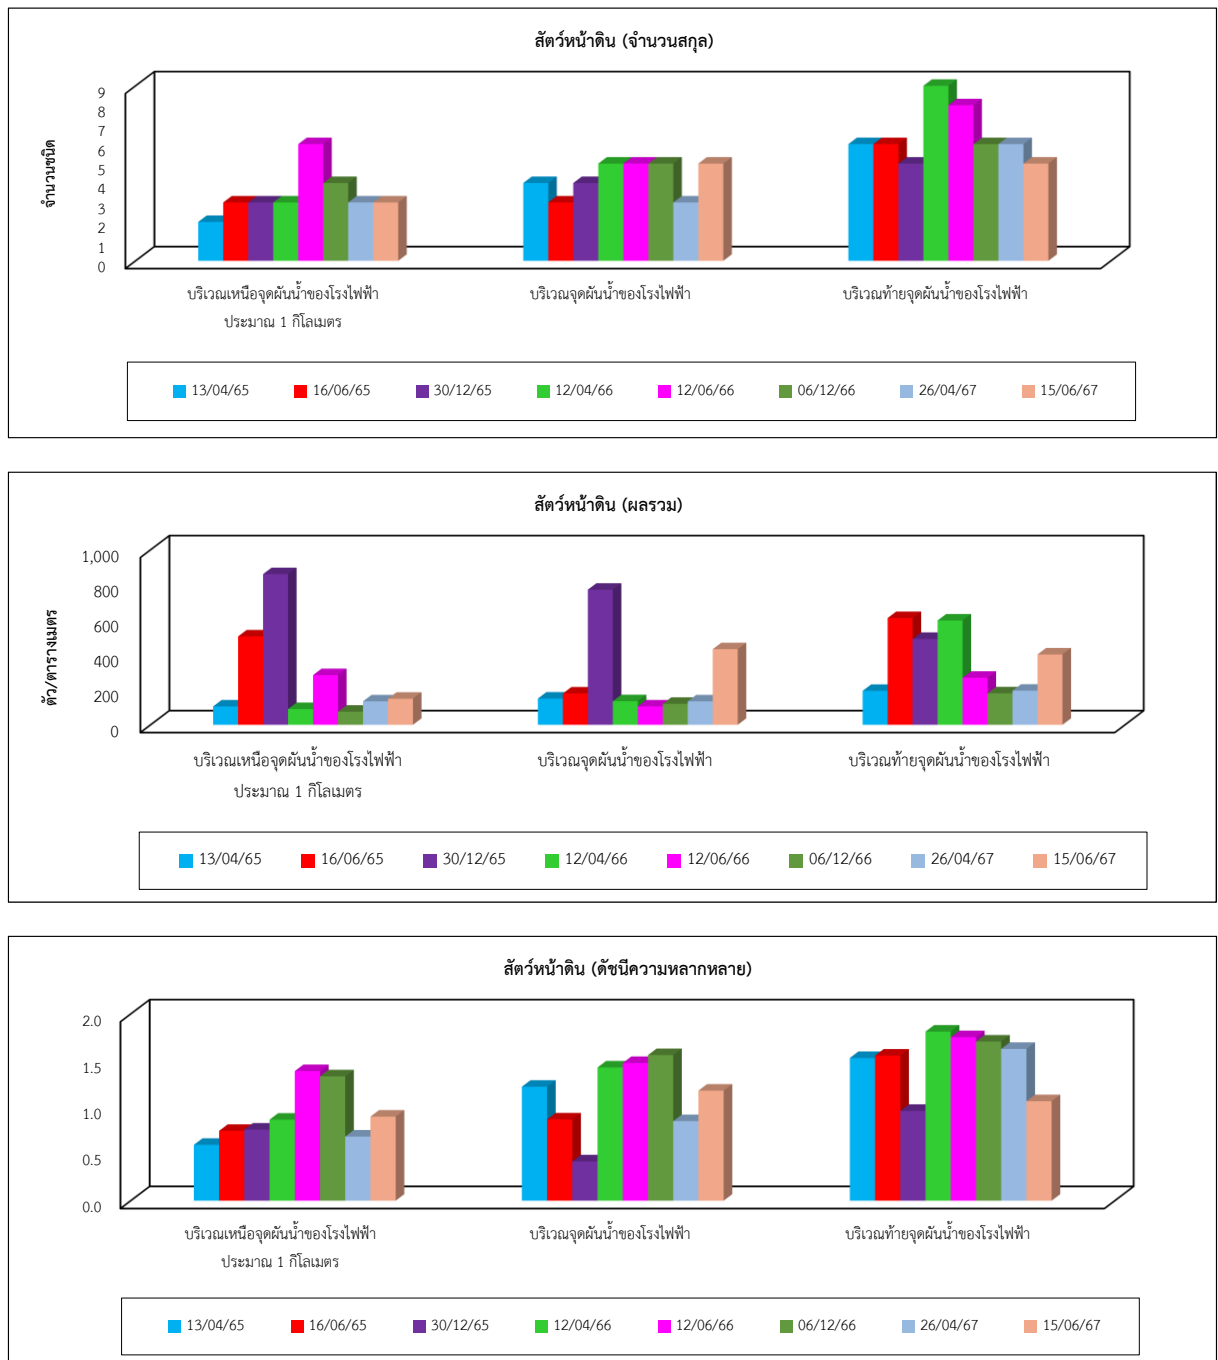 สัตว์หน้าดิน (จำนวนสกุล)
จำนวนชนิด
9
8
7
6
5
4
3
2
1
0
บริเวณเหนือจุดผันน้ำของโรงไฟฟ้า บริเวณจุดผันน้ำของโรงไฟฟ้า บริเวณท้ายจุดผันน้ำของโรงไฟฟ้า
ประมาณ 1 กิโลเมตร
13/04/65 16/06/65 30/12/65 12/04/66 12/06/66 06/12/66 26/04/67 15/06/67
สัตว์หน้าดิน (ผลรวม)
ตัว/ตารางเมตร
1,000
800
600
400
200
0
บริเวณเหนือจุดผันน้ำของโรงไฟฟ้า บริเวณจุดผันน้ำของโรงไฟฟ้า บริเวณท้ายจุดผันน้ำของโรงไฟฟ้า
ประมาณ 1 กิโลเมตร
13/04/65 16/06/65 30/12/65 12/04/66 12/06/66 06/12/66 26/04/67 15/06/67
สัตว์หน้าดิน (ดัชนีความหลากหลาย)
2.0
1.5
1.0
0.5
0.0
บริเวณเหนือจุดผันน้ำของโรงไฟฟ้า บริเวณจุดผันน้ำของโรงไฟฟ้า บริเวณท้ายจุดผันน้ำของโรงไฟฟ้า
ประมาณ 1 กิโลเมตร
13/04/65 16/06/65 30/12/65 12/04/66 12/06/66 06/12/66 26/04/67 15/06/67